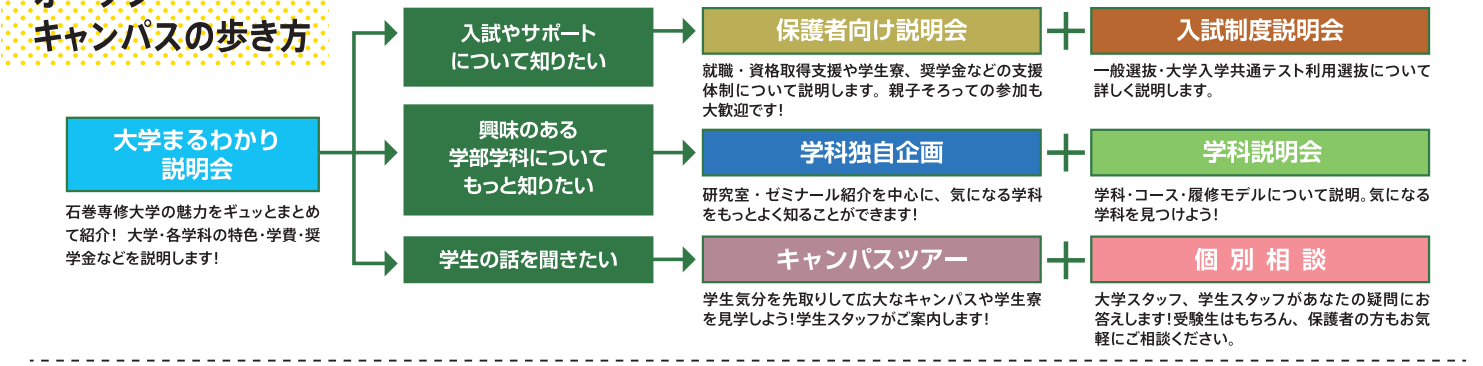 キャンパスの歩き方
大学まるわかり
説明会
石巻専修大学の魅力をギュッとまとめ
て紹介！ 大学・各学科の特色・学費・奨
学金などを説明します！
入試やサポート
について知りたい
保護者向け説明会
就職・資格取得支援や学生寮、奨学金などの支援
体制について説明します。親子そろっての参加も
大歓迎です！
+
入試制度説明会
一般選抜・大学入学共通テスト利用選抜について
詳しく説明します。
興味のある
学部学科について
もっと知りたい
学科独自企画
研究室・ゼミナール紹介を中心に、気になる学科
をもっとよく知ることができます！
+
学科説明会
学科・コース・履修モデルについて説明。気になる
学科を見つけよう！
学生の話を聞きたい
キャンパスツアー
学生気分を先取りして広大なキャンパスや学生寮
を見学しよう！学生スタッフがご案内します！
+
個別相談
大学スタッフ、学生スタッフがあなたの疑問にお
答えします！受験生はもちろん、保護者の方もお気
軽にご相談ください。